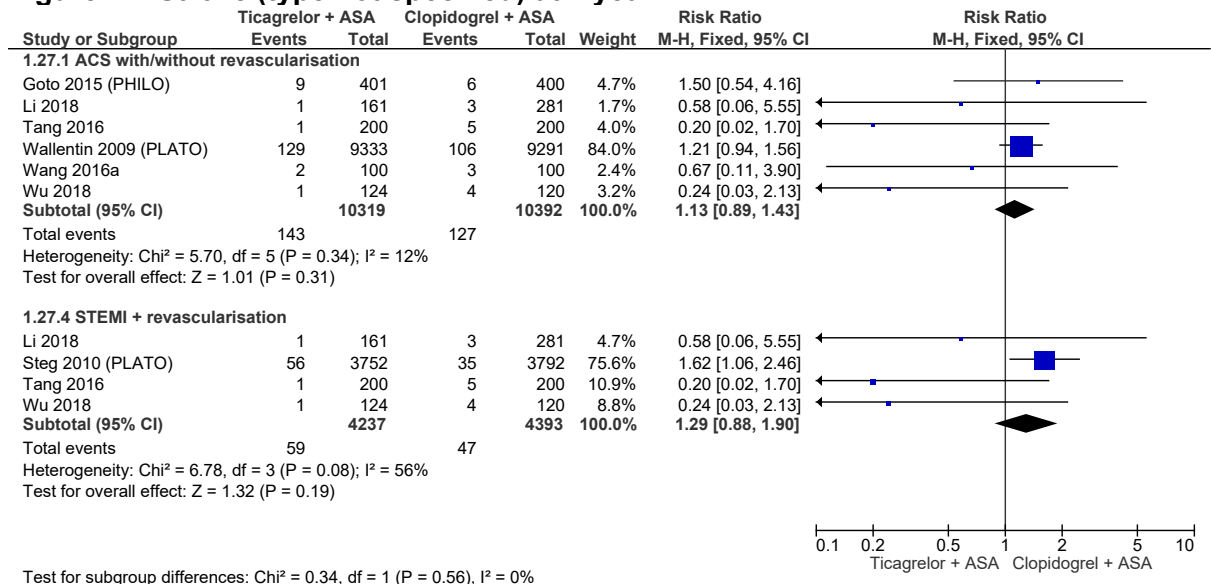 Ticagrelor + ASA Clopidogrel + ASA Risk Ratio Risk Ratio
Study or Subgroup Events Total Events Total Weight M-H, Fixed, 95% CI M-H, Fixed, 95% CI
1.27.1 ACS with/without revascularisation
Goto 2015 (PHILO) 9 401 6 400 4.7% 1.50 [0.54, 4.16]
Li 2018 1 161 3 281 1.7% 0.58 [0.06, 5.55]
Tang 2016 1 200 5 200 4.0% 0.20 [0.02, 1.70]
Wallentin 2009 (PLATO) 129 9333 106 9291 84.0% 1.21 [0.94, 1.56]
Wang 2016a 2 100 3 100 2.4% 0.67 [0.11, 3.90]
Wu 2018 1 124 4 120 3.2% 0.24 [0.03, 2.13]
Subtotal (95% CI) 10319 10392 100.0% 1.13 [0.89, 1.43]
Total events 143 127
Heterogeneity: Chi² = 5.70, df = 5 (P = 0.34); I² = 12%
Test for overall effect: Z = 1.01 (P = 0.31)
1.27.4 STEMI + revascularisation
Li 2018 1 161 3 281 4.7% 0.58 [0.06, 5.55]
Steg 2010 (PLATO) 56 3752 35 3792 75.6% 1.62 [1.06, 2.46]
Tang 2016 1 200 5 200 10.9% 0.20 [0.02, 1.70]
Wu 2018 1 124 4 120 8.8% 0.24 [0.03, 2.13]
Subtotal (95% CI) 4237 4393 100.0% 1.29 [0.88, 1.90]
Total events 59 47
Heterogeneity: Chi² = 6.78, df = 3 (P = 0.08); I² = 56%
Test for overall effect: Z = 1.32 (P = 0.19)
0.1 0.2 0.5 1 2 5 10
Ticagrelor + ASA Clopidogrel + ASA
Test for subgroup differences: Chi² = 0.34, df = 1 (P = 0.56), I² = 0%